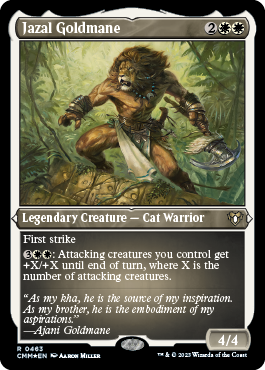 Jazal Goldmane 2
Legendary Creature — Cat Warrior
First strike
3: Attacking creatures you control get
+X/+X until end of turn, where X is the
number of attacking creatures.
“As my kha, he is the source of my inspiration.
As my brother, he is the embodiment of my
aspirations.”
—Ajani Goldmane
4/4
R 0463
CMM★EN Aaron Miller
™ & © 2023 Wizards of the Coast